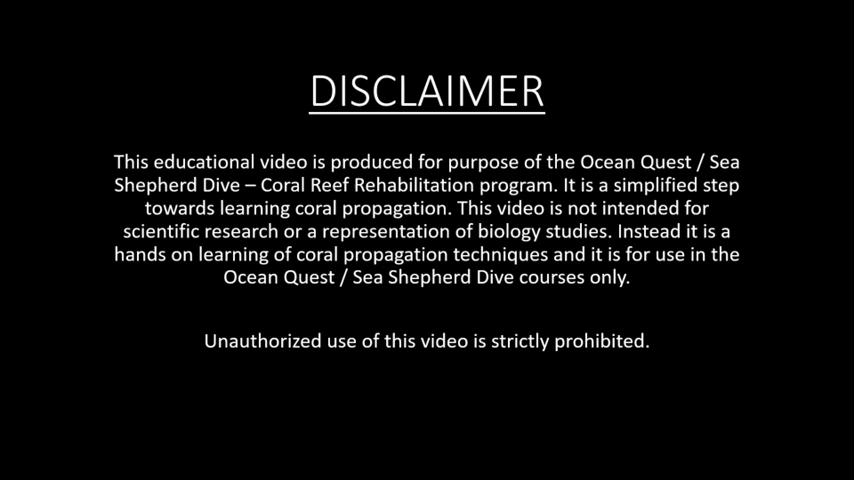 DISCLAIMER
This educational video is produced for purpose of the Ocean Quest / Sea
Shepherd Dive – Coral Reef Rehabilitation program. It is a simplified step
towards learning coral propagation. This video is not intended for
scientific research or a representation of biology studies. Instead it is a
hands on learning of coral propagation techniques and it is for use in the
Ocean Quest / Sea Shepherd Dive courses only.
Unauthorized use of this video is strictly prohibited.